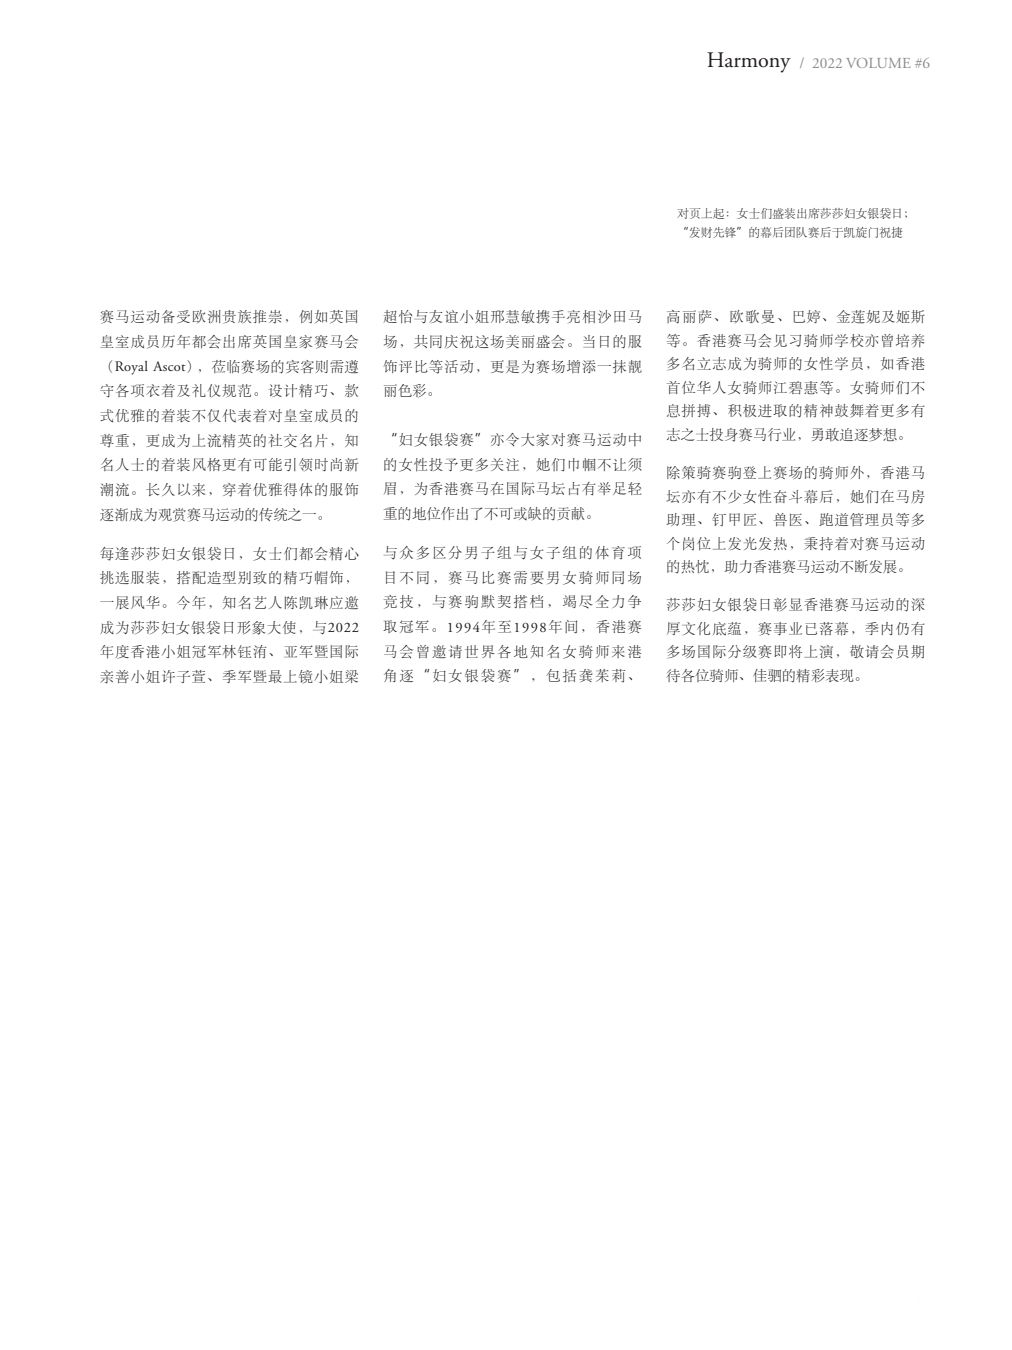 Harmony / 2022 VOLUME #6
对页上起：女士们盛装出席莎莎妇女银袋日；
“发财先锋”的幕后团队赛后于凯旋门祝捷
赛马运动备受欧洲贵族推崇，例如英国
皇室成员历年都会出席英国皇家赛马会
（Royal Ascot），莅临赛场的宾客则需遵
守各项衣着及礼仪规范。设计精巧、款
式优雅的着装不仅代表着对皇室成员的
尊重，更成为上流精英的社交名片，知
名人士的着装风格更有可能引领时尚新
潮流。长久以来，穿着优雅得体的服饰
逐渐成为观赏赛马运动的传统之一。
每逢莎莎妇女银袋日，女士们都会精心
挑选服装，搭配造型别致的精巧帽饰，
一展风华。今年，知名艺人陈凯琳应邀
成为莎莎妇女银袋日形象大使，与2022
年度香港小姐冠军林钰洧、亚军暨国际
亲善小姐许子萱、季军暨最上镜小姐梁
超怡与友谊小姐邢慧敏携手亮相沙田马
场，共同庆祝这场美丽盛会。当日的服
饰评比等活动，更是为赛场增添一抹靓
丽色彩。
“妇女银袋赛”亦令大家对赛马运动中
的女性投予更多关注，她们巾帼不让须
眉，为香港赛马在国际马坛占有举足轻
重的地位作出了不可或缺的贡献。
与众多区分男子组与女子组的体育项
目不同，赛马比赛需要男女骑师同场
竞技，与赛驹默契搭档，竭尽全力争
取冠军。1994年至1998年间，香港赛
马会曾邀请世界各地知名女骑师来港
角逐“妇女银袋赛”，包括龚茱莉、
高丽萨、欧歌曼、巴婷、金莲妮及姬斯
等。香港赛马会见习骑师学校亦曾培养
多名立志成为骑师的女性学员，如香港
首位华人女骑师江碧惠等。女骑师们不
息拼搏、积极进取的精神鼓舞着更多有
志之士投身赛马行业，勇敢追逐梦想。
除策骑赛驹登上赛场的骑师外，香港马
坛亦有不少女性奋斗幕后，她们在马房
助理、钉甲匠、兽医、跑道管理员等多
个岗位上发光发热，秉持着对赛马运动
的热忱，助力香港赛马运动不断发展。
莎莎妇女银袋日彰显香港赛马运动的深
厚文化底蕴，赛事业已落幕，季内仍有
多场国际分级赛即将上演，敬请会员期
待各位骑师、佳驷的精彩表现。